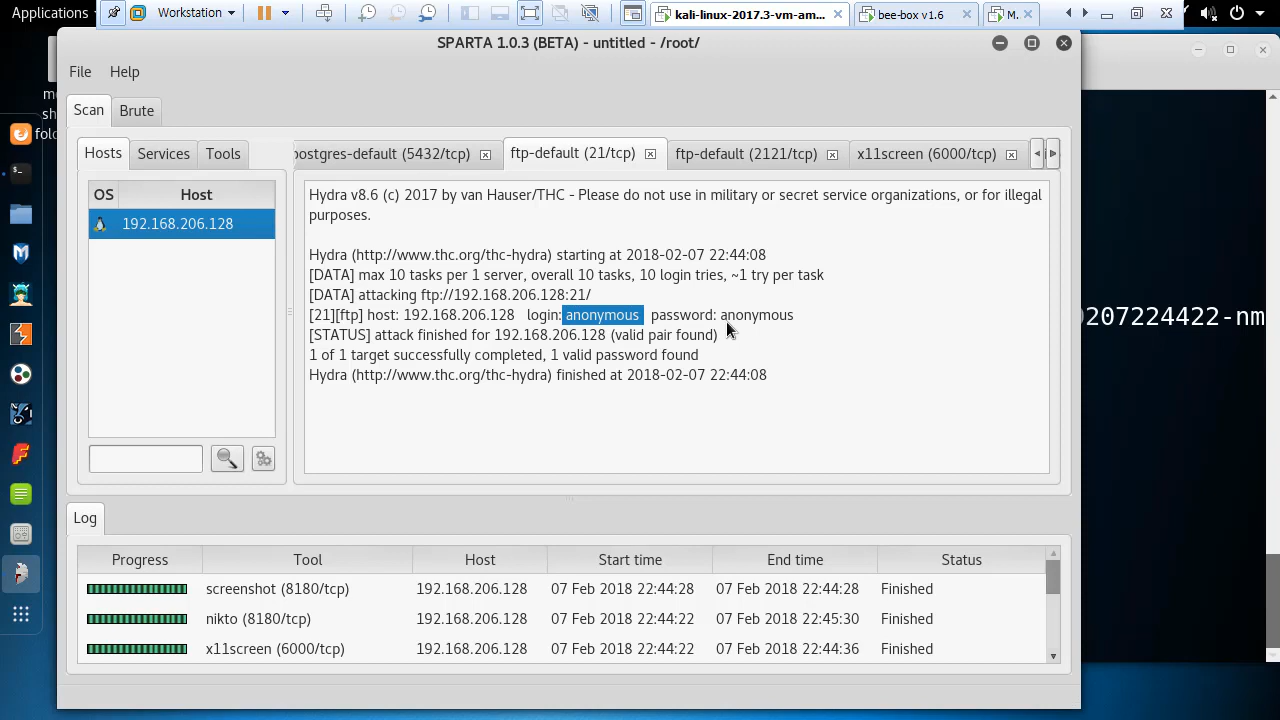 Applications
Workstation
kali-linux-2017.3-vm-am...
bee-box v1.6
M.
SPARTA 1.0.3 (BETA) - untitled - /root/
File Help
Scan Brute
Hosts Services Tools
postgres-default (5432/tcp) ftp-default (21/tcp) ftp-default (2121/tcp) x11screen (6000/tcp)
OS Host
192.168.206.128
Hydra v8.6 (c) 2017 by van Hauser/THC - Please do not use in military or secret service organizations, or for illegal
purposes.
Hydra (http://www.thc.org/thc-hydra) starting at 2018-02-07 22:44:08
[DATA] max 10 tasks per 1 server, overall 10 tasks, 10 login tries, ~1 try per task
[DATA] attacking ftp://192.168.206.128:21/
[21][ftp] host: 192.168.206.128 login: anonymous password: anonymous
[STATUS] attack finished for 192.168.206.128 (valid pair found)
1 of 1 target successfully completed, 1 valid password found
Hydra (http://www.thc.org/thc-hydra) finished at 2018-02-07 22:44:08
0207224422-nm
Log
Progress Tool Host Start time End time Status
screenshot (8180/tcp) 192.168.206.128 07 Feb 2018 22:44:28 07 Feb 2018 22:44:28 Finished
nikto (8180/tcp) 192.168.206.128 07 Feb 2018 22:44:22 07 Feb 2018 22:45:30 Finished
x11screen (6000/tcp) 192.168.206.128 07 Feb 2018 22:44:22 07 Feb 2018 22:44:36 Finished